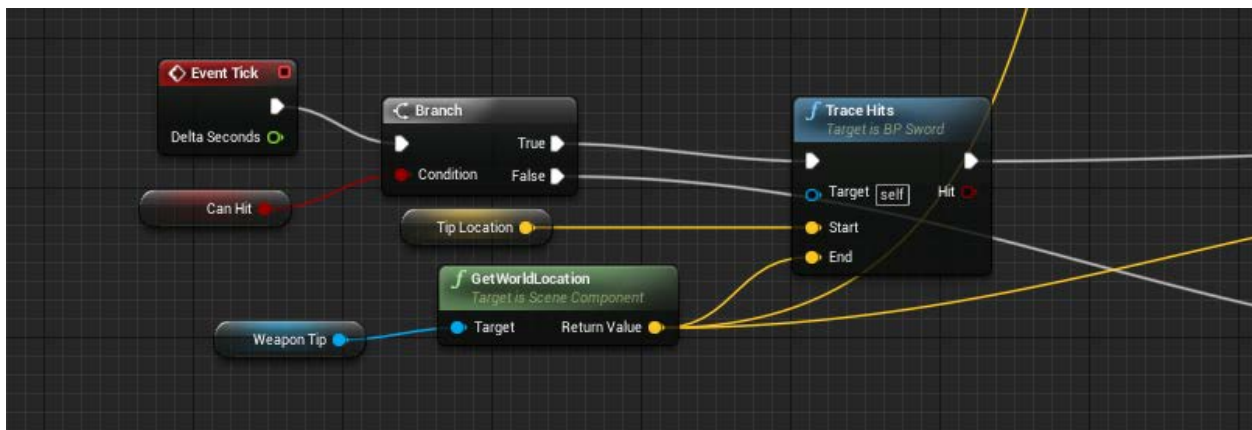 Event Tick
Delta Seconds
Branch
True
Condition
False
Can Hit
Tip Location
Trace Hits
Target is BP Sword
Target
self
Hit
Start
End
GetWorldLocation
Target is Scene Component
Target
Return Value
Weapon Tip